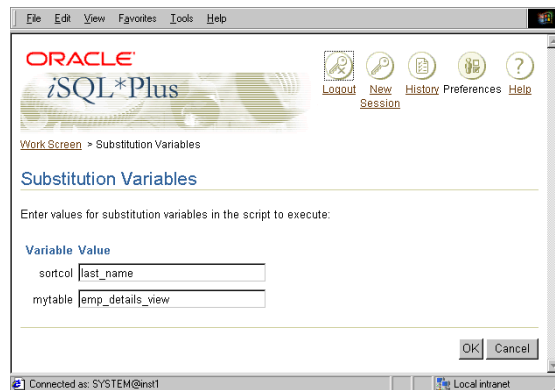 File Edit View Favorites Tools Help
ORACLE
iSQL*Plus
Logout New Session History Preferences Help
Work Screen > Substitution Variables
Substitution Variables
Enter values for substitution variables in the script to execute:
Variable Value
sortcol last_name
mytable emp_details_view
OK Cancel
Connected as: SYSTEM@inst1 Local intranet